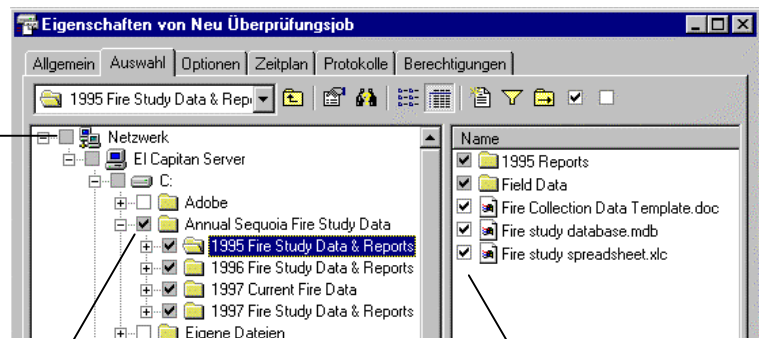 Eigenschaften von Neu Überprüfungsjob
Allgemein Auswahl Optionen Zeitplan Protokolle Berechtigungen
1995 Fire Study Data & Rep
Netzwerk
El Capitan Server
C:
Adobe
Annual Sequoia Fire Study Data
1995 Fire Study Data & Reports
1996 Fire Study Data & Reports
1997 Current Fire Data
1997 Fire Study Data & Reports
Eigene Dateien
Name
1995 Reports
Field Data
Fire Collection Data Template.doc
Fire study database.mdb
Fire study spreadsheet.xlc